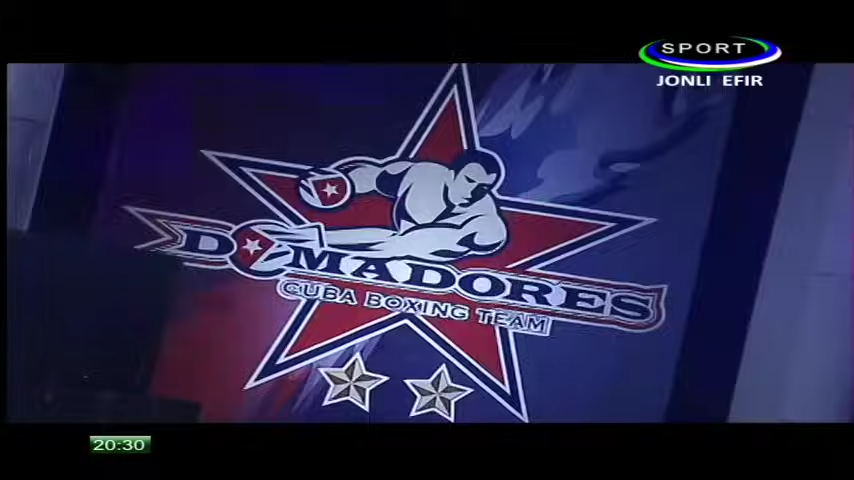 SPORT
JONLI EFIR
DOMADORES
CUBA BOXING TEAM
20:30